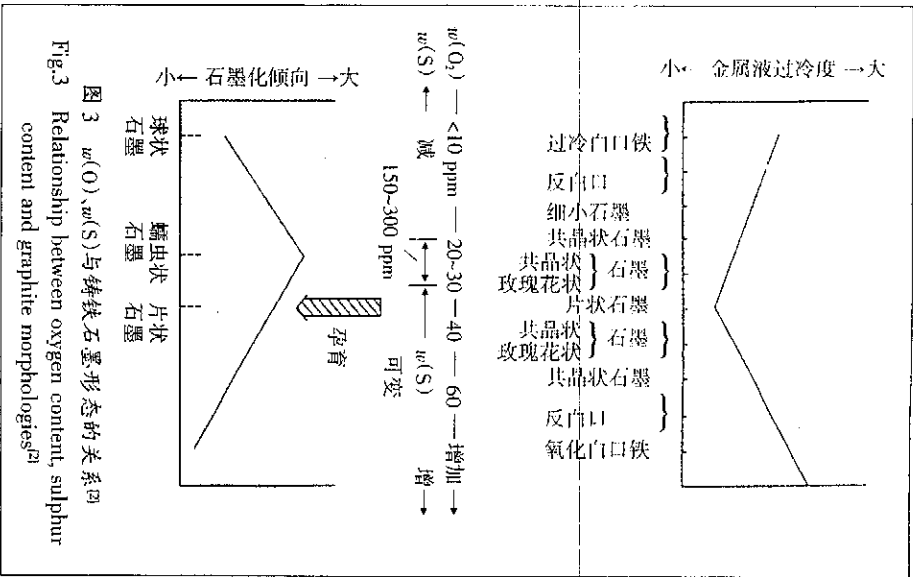 小← 金属液过冷度 →大
过冷白口铁
反白口
细小石墨
共晶状石墨
共晶状
玫瑰花状 } 石墨
片状石墨
共晶状
玫瑰花状 } 石墨
共晶状石墨
反白口
氧化白口铁
w(O₂) — <10 ppm — 20~30 — 40 — 60 — 增加→
w(S) ← 减 w(S) 增→
可变
150~300 ppm
孕育
小← 石墨化倾向 →大
球状
石墨
蠕虫状
石墨
片状
石墨
图 3 w(O)、w(S)与铸铁石墨形态的关系[2]
Fig.3 Relationship between oxygen content, sulphur
content and graphite morphologies[2]